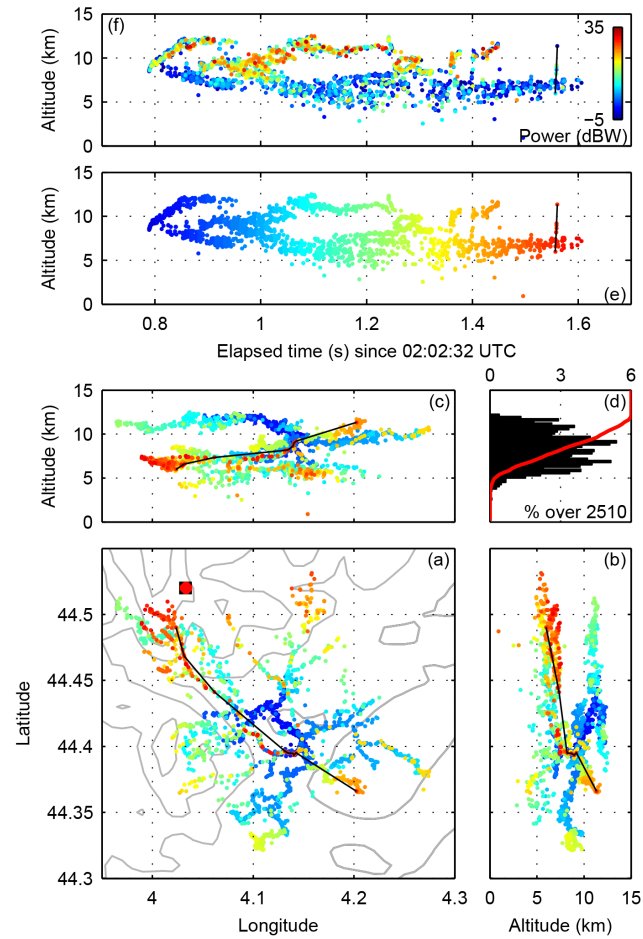 (f)
35
15
10
5
0
Altitude (km)
−5
Power (dBW)
15
10
5
0
Altitude (km)
(e)
0.8 1 1.2 1.4 1.6
Elapsed time (s) since 02:02:32 UTC
0 3 6
15
10
5
0
Altitude (km)
(c)
(d)
% over 2510
(a)
(b)
44.5
44.45
44.4
44.35
44.3
Latitude
4 4.1 4.2 4.3
0 5 10 15
Longitude
Altitude (km)